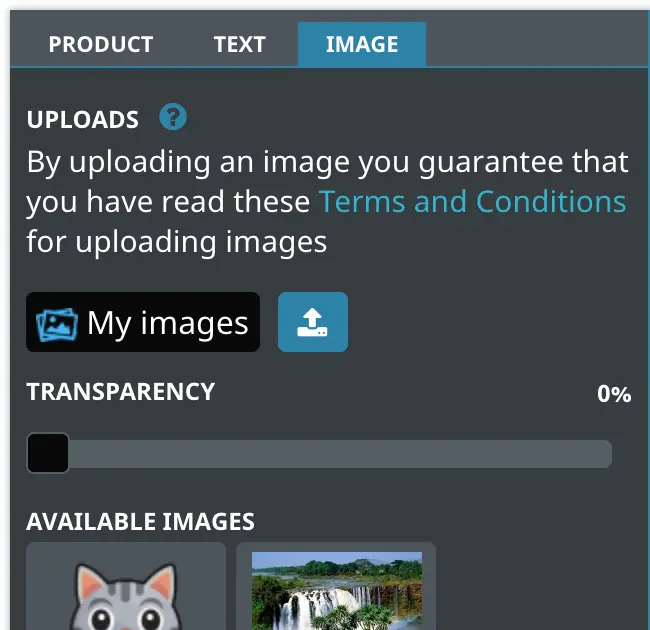 PRODUCT TEXT IMAGE
UPLOADS ?
By uploading an image you guarantee that
you have read these Terms and Conditions
for uploading images
My images
TRANSPARENCY 0%
AVAILABLE IMAGES